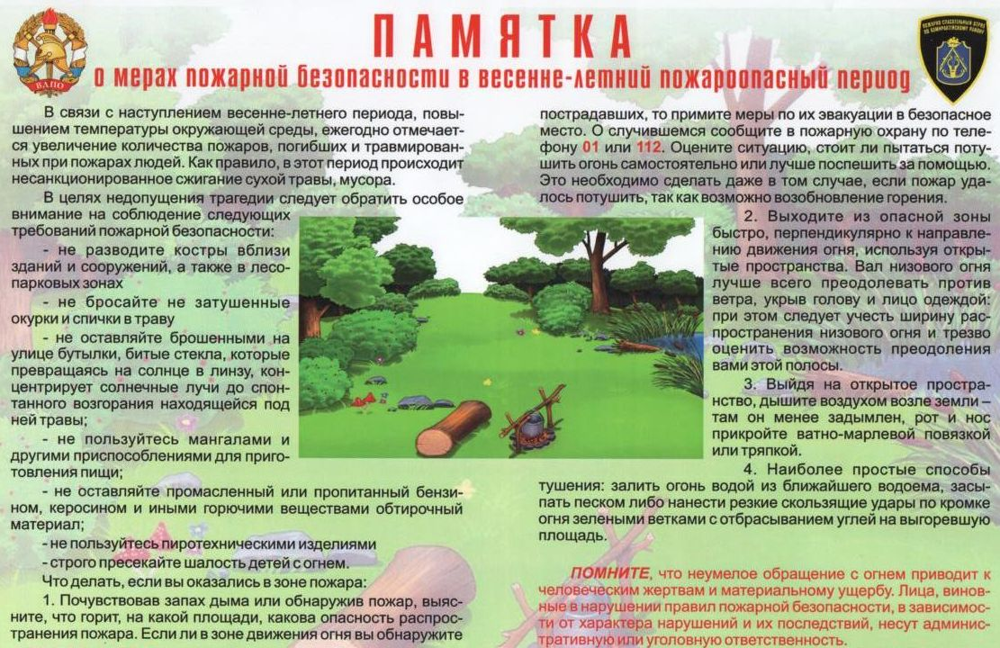 ПАМЯТКА
о мерах пожарной безопасности в весенне-летний пожароопасный период
ВДПО
ПОЖАРНО СПАСАТЕЛЬНЫЙ ОТРЯД
В связи с наступлением весенне-летнего периода, повы-
шением температуры окружающей среды, ежегодно отмечает-
ся увеличение количества пожаров, погибших и травмирован-
ных при пожарах людей. Как правило, в этот период происходит
несанкционированное сжигание сухой травы, мусора.
В целях недопущения трагедии следует обратить особое
внимание на соблюдение следующих
требований пожарной безопасности:
- не разводите костры вблизи
зданий и сооружений, а также в лесо-
парковых зонах
- не бросайте не затушенные
окурки и спички в траву
- не оставляйте брошенными на
улице бутылки, битые стекла, которые
превращаясь на солнце в линзу, кон-
центрирует солнечные лучи до спон-
танного возгорания находящейся под
ней травы;
- не пользуйтесь мангалами и
другими приспособлениями для приго-
товления пищи;
- не оставляйте промасленный или пропитанный бензи-
ном, керосином и иными горючими веществами обтирочный
материал;
- не пользуйтесь пиротехническими изделиями
- строго пресекайте шалость детей с огнем.
Что делать, если вы оказались в зоне пожара:
1. Почувствовав запах дыма или обнаружив пожар, выяс-
ните, что горит, на какой площади, какова опасность распрос-
транения пожара. Если ли в зоне движения огня вы обнаружите
пострадавших, то примите меры по их эвакуации в безопасное
место. О случившемся сообщите в пожарную охрану по теле-
фону 01 или 112. Оцените ситуацию, стоит ли пытаться поту-
шить огонь самостоятельно или лучше поспешить за помощью.
Это необходимо сделать даже в том случае, если пожар уда-
лось потушить, так как возможно возобновление горения.
2. Выходите из опасной зоны
быстро, перпендикулярно к направле-
нию движения огня, используя откры-
тые пространства. Вал низового огня
лучше всего преодолевать против
ветра, укрыв голову и лицо одеждой:
при этом следует учесть ширину рас-
пространения низового огня и трезво
оценить возможность преодоления
вами этой полосы.
3. Выйдя на открытое простра-
нство, дышите воздухом возле земли –
там он менее задымлен, рот и нос
прикройте ватно-марлевой повязкой
или тряпкой.
4. Наиболее простые способы
тушения: залить огонь водой из ближайшего водоема, засы-
пать песком либо нанести резкие скользящие удары по кромке
огня зелеными ветками с отбрасыванием углей на выгоревшую
площадь.
ПОМНИТЕ, что неумелое обращение с огнем приводит к
человеческим жертвам и материальному ущербу. Лица, винов-
ные в нарушении правил пожарной безопасности, в зависимос-
ти от характера нарушений и их последствий, несут админис-
тративную или уголовную ответственность.